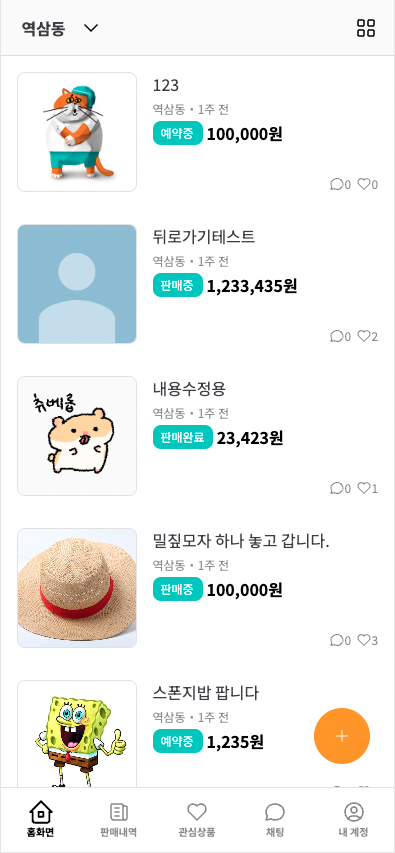 역삼동
123
역삼동 • 1주 전
예약중 100,000원
0 0
뒤로가기테스트
역삼동 • 1주 전
판매중 1,233,435원
0 2
츄베릅
내용수정용
역삼동 • 1주 전
판매완료 23,423원
0 1
밀짚모자 하나 놓고 갑니다.
역삼동 • 1주 전
판매중 100,000원
0 3
스폰지밥 팝니다
역삼동 • 1주 전
예약중 1,235원
홈화면 판매내역 관심상품 채팅 내 계정